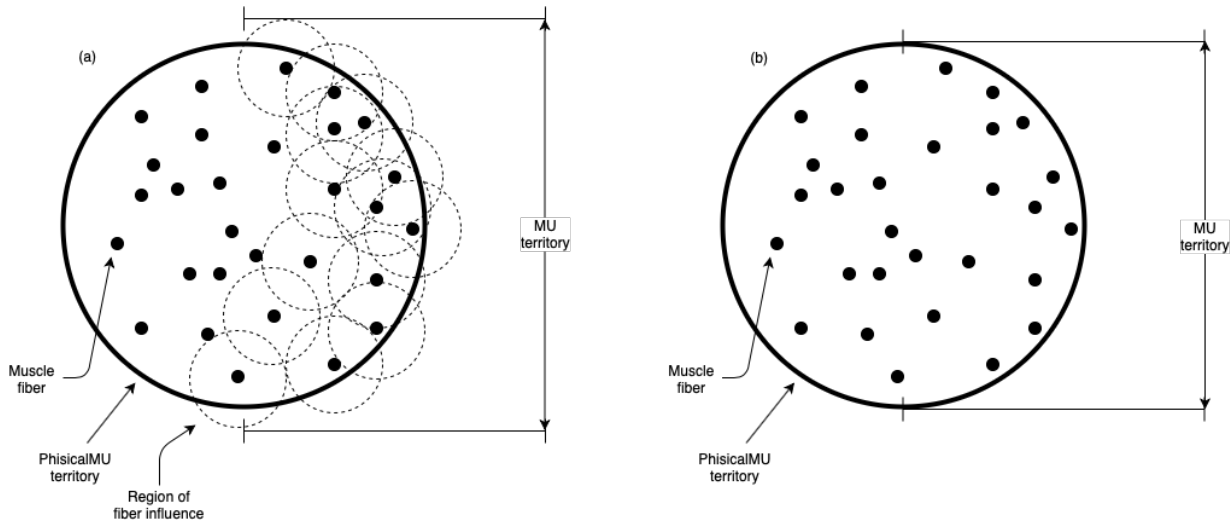 (a)
MU
territory
Muscle
fiber
PhisicalMU
territory
Region of
fiber influence
(b)
MU
territory
Muscle
fiber
PhisicalMU
territory